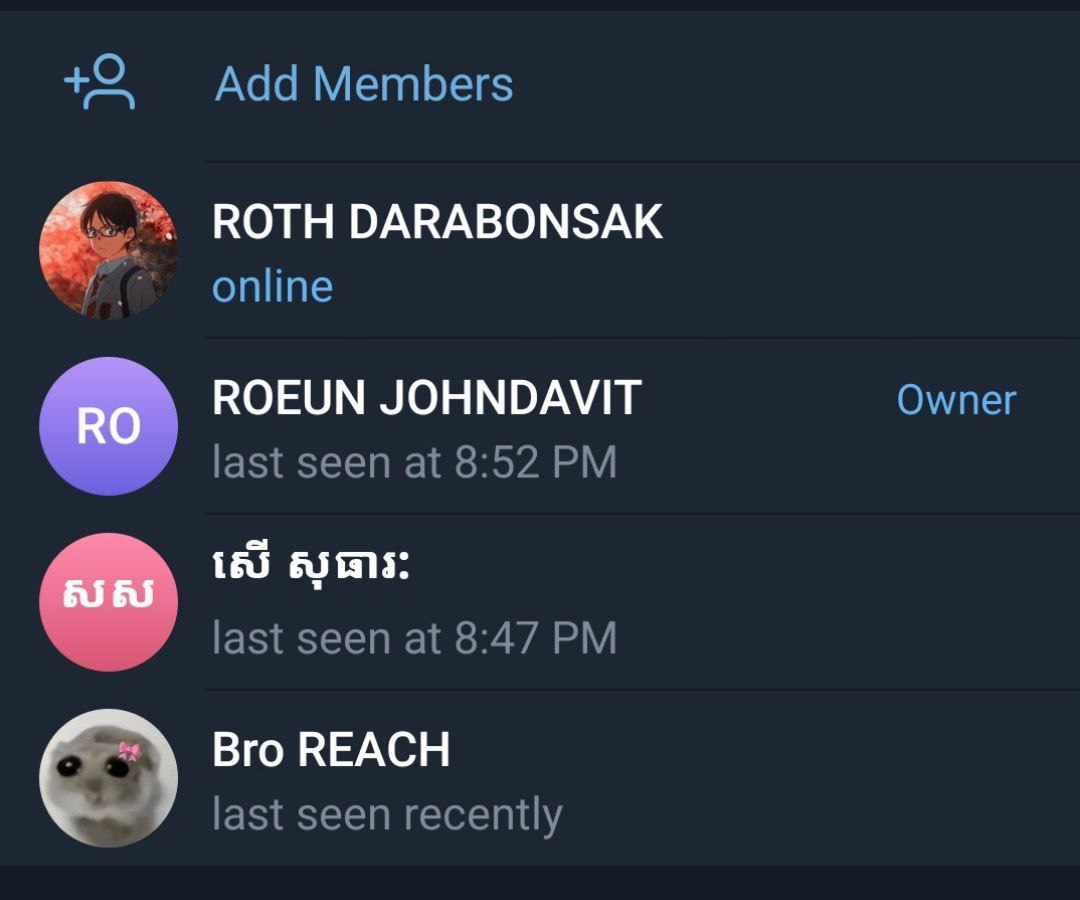 Add Members
ROTH DARABONSAK
online
RO
ROEUN JOHNDAVIT
Owner
last seen at 8:52 PM
សស
សើ សុធារ:
last seen at 8:47 PM
Bro REACH
last seen recently